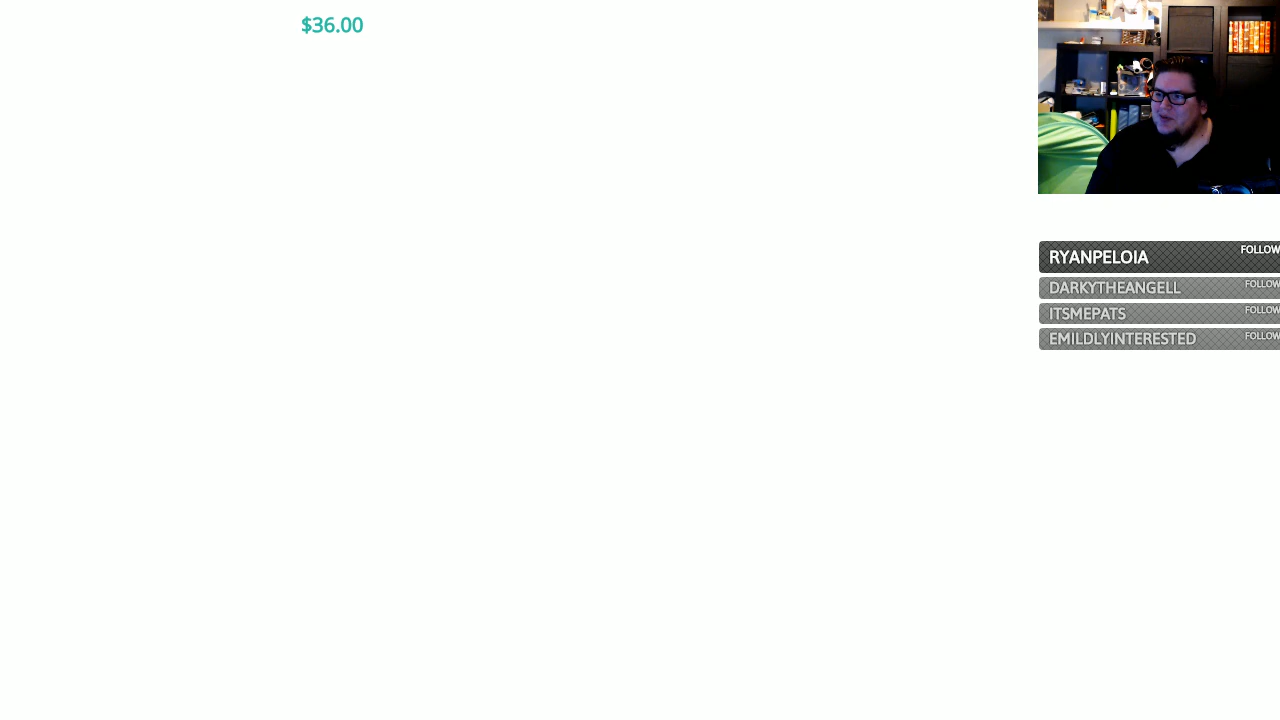 $36.00
RYANPELOIA FOLLOW
DARKYTHEANGELL FOLLOW
ITSMEPATS FOLLOW
EMILDLYINTERESTED FOLLOW